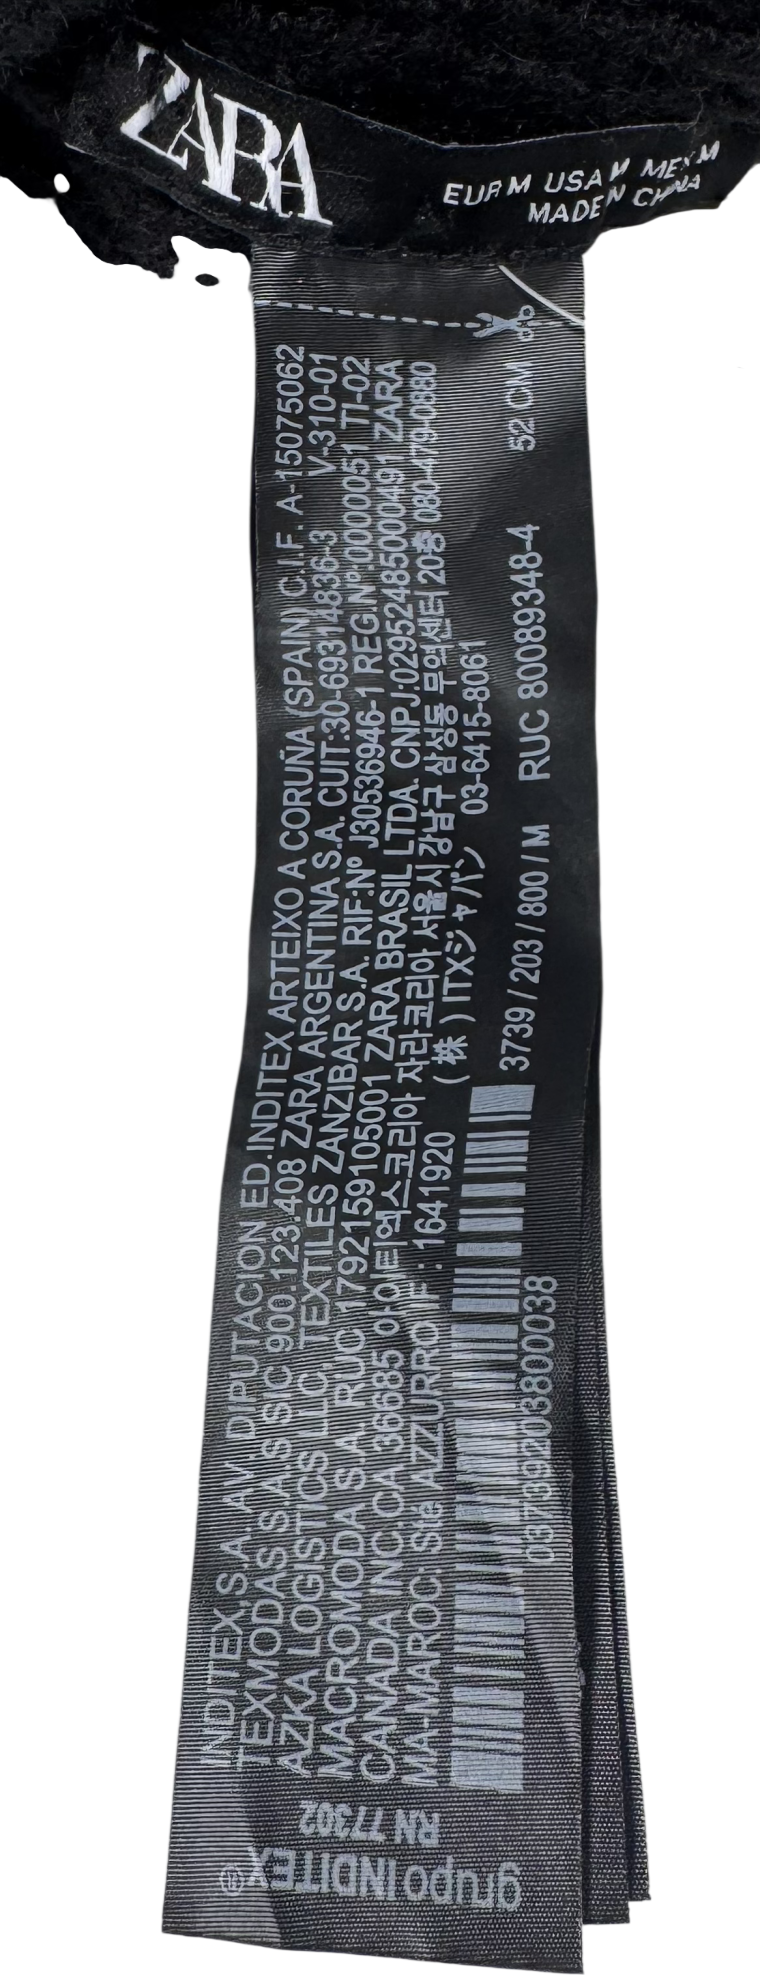 ZARA
EUR M USA M MEX M
MADE IN CHINA
INDITEX,S.A. AV. DIPUTACION ED.INDITEX ARTEIXO A CORUÑA (SPAIN) C.I.F. A-15075062
TEXMODAS S.A.S SIC 900.123.408 ZARA ARGENTINA S.A. CUIT:30-69314836-3 V-310-01
AZKA LOGISTICS LLC. TEXTILES ZANZIBAR S.A. RIF:Nº J30536946-1 REG.Nº:0000051 TI-02
MACROMODA S.A. RUC 1792159105001 ZARA BRASIL LTDA. CNPJ:02952485000491 ZARA
CANADA INC.CA 36685 아이티엑스코리아 자라코리아 서울시 강남구 삼성동 무역센터 20층 080-479-0880
MA-MAROC: Sté AZZURRO IF : 1641920 (株) ITXジャパン 03-6415-8061
03739203800038
3739 / 203 / 800 / M RUC 80089348-4 52 CM
RN 77302
grupo INDITEX®